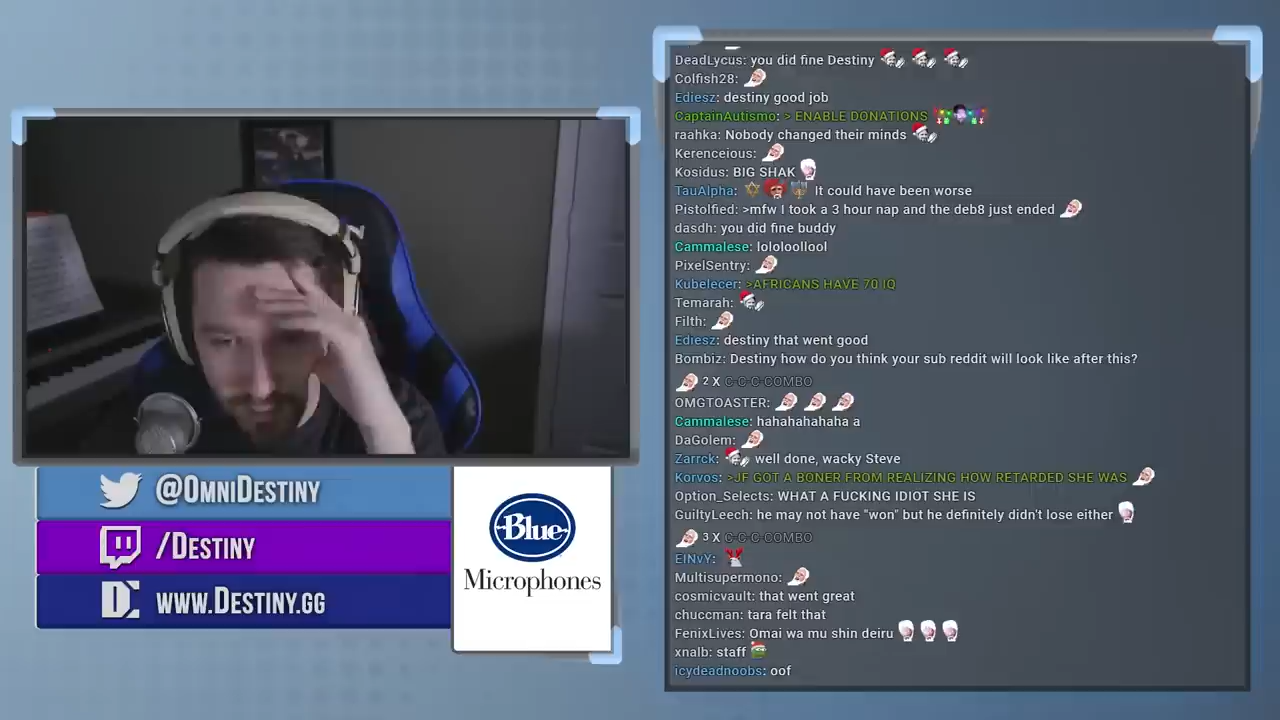 DeadLycus: you did fine Destiny
Colfish28:
Ediesz: destiny good job
CaptainAutismo: > ENABLE DONATIONS
raahka: Nobody changed their minds
Kerenceious:
Kosidus: BIG SHAK
TauAlpha: It could have been worse
Pistolfied: >mfw I took a 3 hour nap and the deb8 just ended
dasdh: you did fine buddy
Cammalese: lololoollool
PixelSentry:
Kubelecer: >AFRICANS HAVE 70 IQ
Temarah:
Filth:
Ediesz: destiny that went good
Bombiz: Destiny how do you think your sub reddit will look like after this?
2 X C-C-C-COMBO
OMGTOASTER:
Cammalese: hahahahahaha a
DaGolem:
Zarrck: well done, wacky Steve
Korvos: >JF GOT A BONER FROM REALIZING HOW RETARDED SHE WAS
Option_Selects: WHAT A FUCKING IDIOT SHE IS
GuiltyLeech: he may not have "won" but he definitely didn't lose either
3 X C-C-C-COMBO
EINvY:
Multisupermono:
cosmicvault: that went great
chuccman: tara felt that
FenixLives: Omai wa mu shin deiru
xnalb: staff
icydeadnoobs: oof
@OmniDestiny
/Destiny
www.Destiny.gg
Blue
Microphones